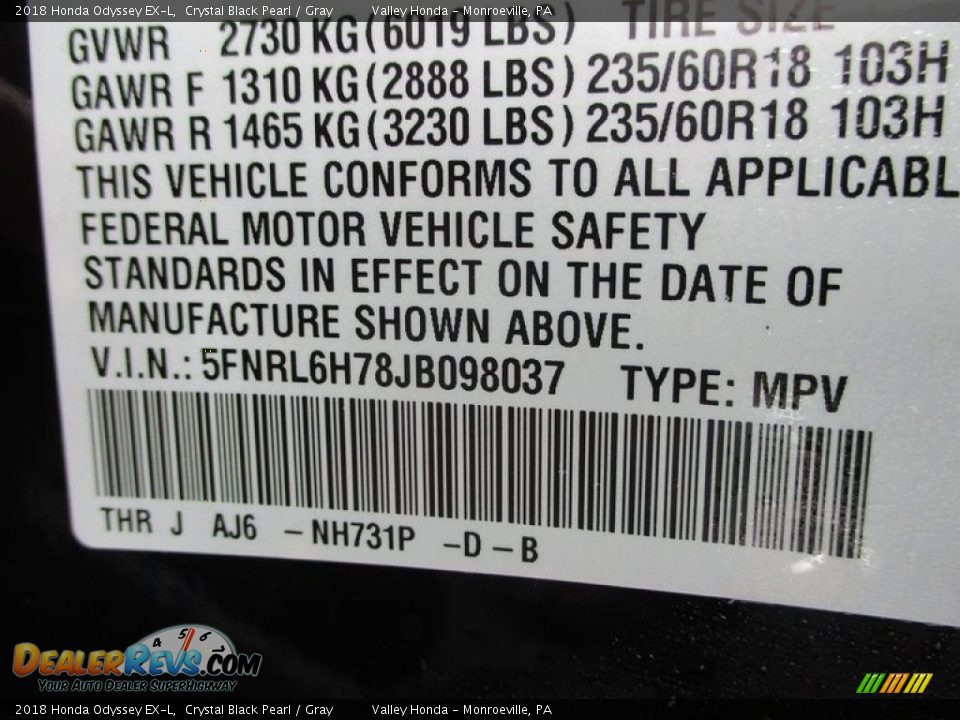 2018 Honda Odyssey EX-L, Crystal Black Pearl / Gray Valley Honda - Monroeville, PA
TIRE SIZE
GVWR 2730 KG (6019 LBS)
GAWR F 1310 KG (2888 LBS) 235/60R18 103H
GAWR R 1465 KG (3230 LBS) 235/60R18 103H
THIS VEHICLE CONFORMS TO ALL APPLICABL
FEDERAL MOTOR VEHICLE SAFETY
STANDARDS IN EFFECT ON THE DATE OF
MANUFACTURE SHOWN ABOVE.
V.I.N.: 5FNRL6H78JB098037 TYPE: MPV
THR J AJ6 -NH731P -D -B
4 5 6
DEALERREVS.COM
YOUR AUTO DEALER SUPERHIGHWAY
2018 Honda Odyssey EX-L, Crystal Black Pearl / Gray Valley Honda - Monroeville, PA